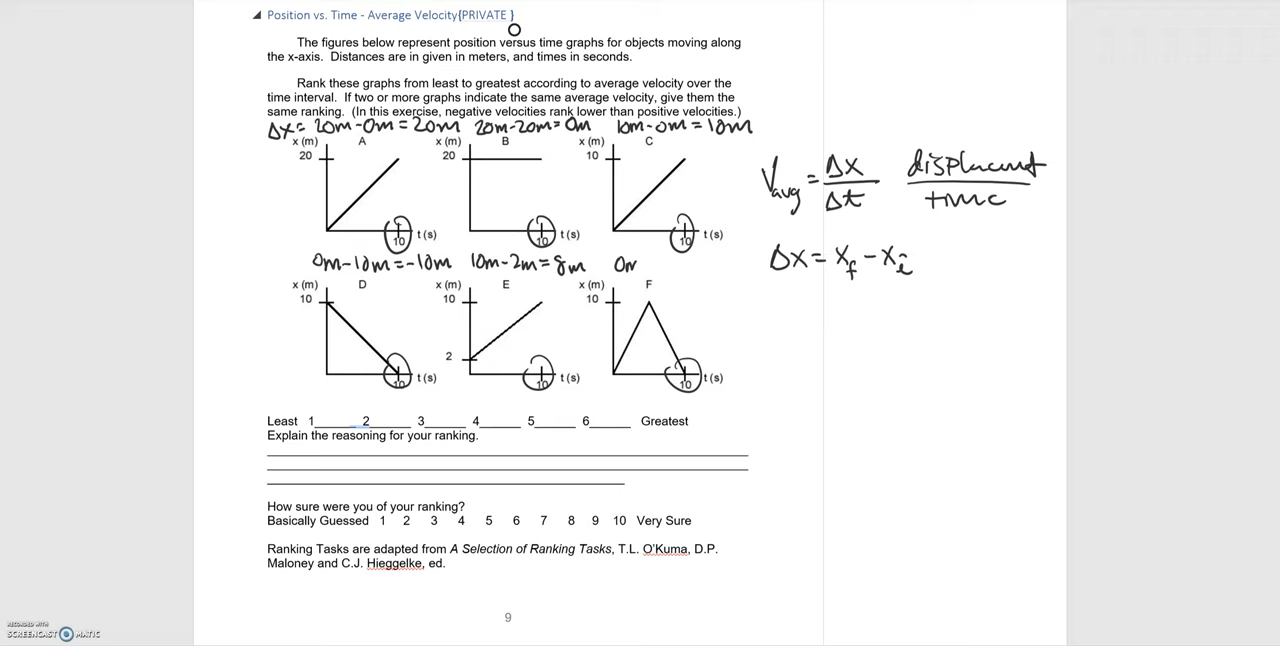 Position vs. Time - Average Velocity{PRIVATE }
The figures below represent position versus time graphs for objects moving along
the x-axis. Distances are in given in meters, and times in seconds.
Rank these graphs from least to greatest according to average velocity over the
time interval. If two or more graphs indicate the same average velocity, give them the
same ranking. (In this exercise, negative velocities rank lower than positive velocities.)
Δx = 20m-0m = 20m 20m-20m = 0m 10m-0m = 10m
x (m) A x (m) B x (m) C
20 20 10
10 t (s) 10 t (s) 10 t (s)
Vavg = Δx/Δt displacement/time
Δx = xf - xi
0m-10m = -10m 10m-2m = 8m 0m
x (m) D x (m) E x (m) F
10 10 10
2
10 t (s) 10 t (s) 10 t (s)
Least 1______2______ 3______ 4______ 5______ 6______ Greatest
Explain the reasoning for your ranking.
How sure were you of your ranking?
Basically Guessed 1 2 3 4 5 6 7 8 9 10 Very Sure
Ranking Tasks are adapted from A Selection of Ranking Tasks, T.L. O'Kuma, D.P.
Maloney and C.J. Hieggelke, ed.
9
RECORDED WITH
SCREENCAST MATIC